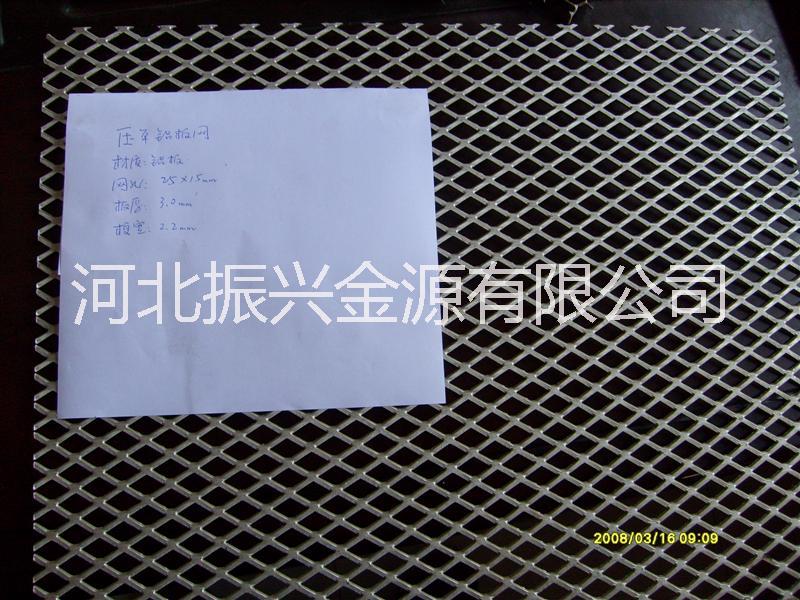 压平铝板网
材质：铝板
网孔：25×15mm
板厚：3.0mm
梗宽：2.2mm
河北振兴金源有限公司
2008/03/16 09:09